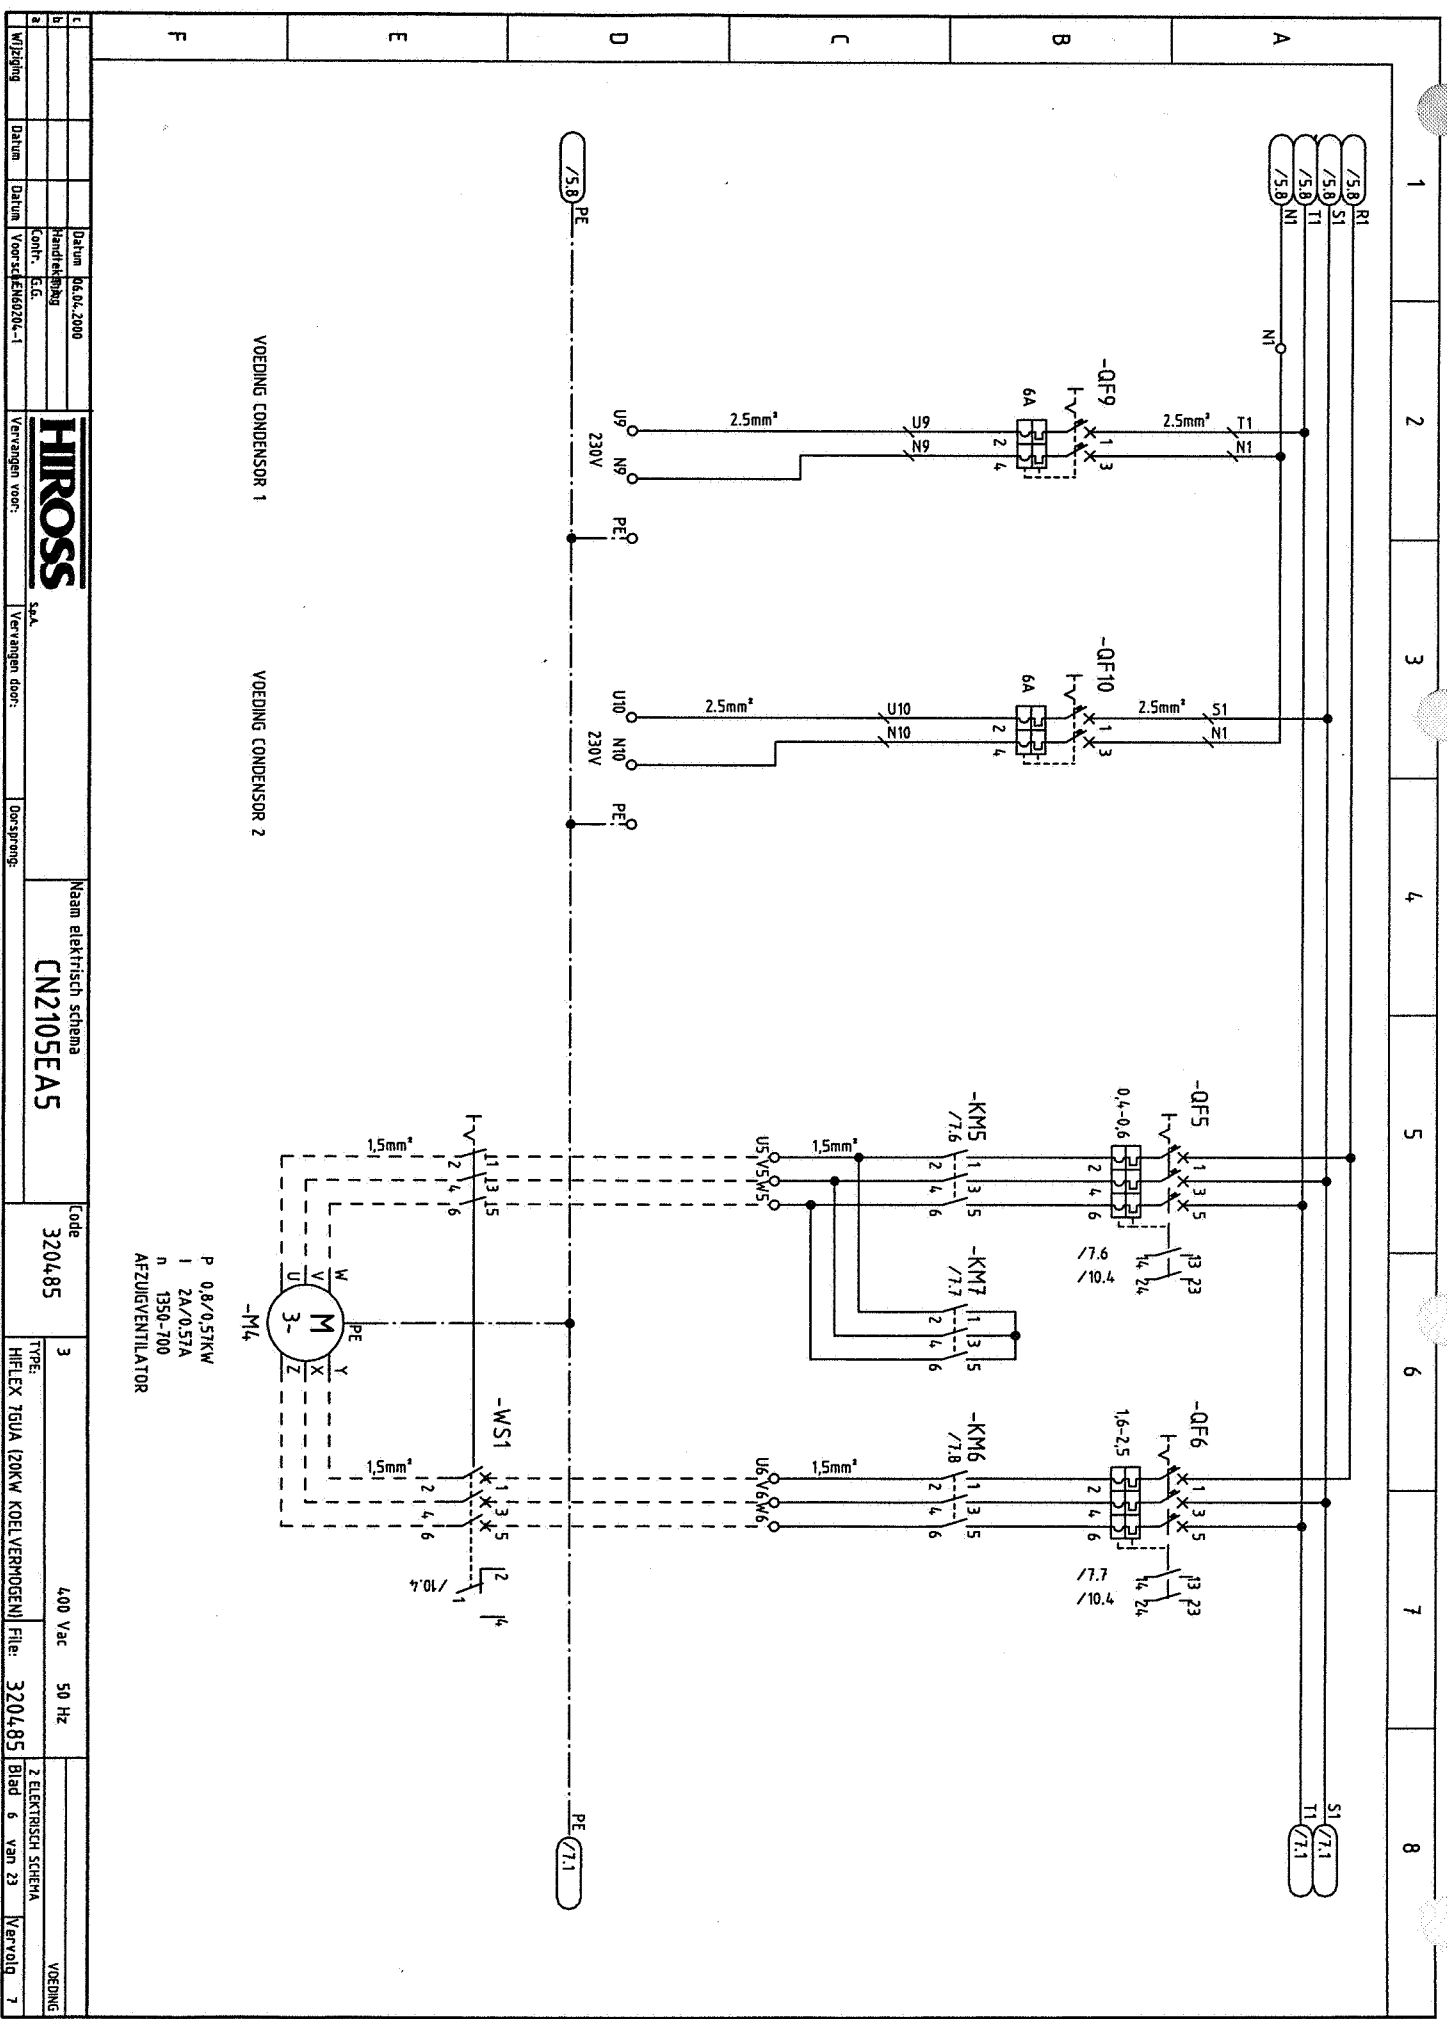 1 2 3 4 5 6 7 8
A
B
C
D
E
F
/5.8 R1
/5.8 S1
/5.8 T1
/5.8 N1
S1 /7.1
T1 /7.1
N1
T1
N1
2.5mm²
-QF9
1 3
6A
2 4
U9
N9
2.5mm²
U9 N9 PE
230V
VOEDING CONDENSOR 1
S1
N1
2.5mm²
-QF10
1 3
6A
2 4
U10
N10
2.5mm²
U10 N10 PE
230V
VOEDING CONDENSOR 2
/5.8 PE
PE /7.1
-QF5
1 3 5
13 23
0,4-0,6
2 4 6
14 24
/7.6
/10.4
-KM5
/7.6
1 3 5
2 4 6
-KM7
/7.7
1 3 5
2 4 6
1,5mm²
U5 V5 W5
-QF6
1 3 5
13 23
1,6-2,5
2 4 6
14 24
/7.7
/10.4
-KM6
/7.8
1 3 5
2 4 6
1,5mm²
U6 V6 W6
1 3 5
2 4 6
1,5mm²
-WS1
1 3 5
2 4 6
2 4
1
/10.4
1,5mm²
W
V
U
M
3~
PE
Y
X
Z
-M4
P 0,8/0,57KW
I 2A/0.57A
n 1350-700
AFZUIGVENTILATOR
c
b
a
Wijziging Datum Datum
Datum 06.04.2000
Contr. G.G.
EN60204-1
HIROSS
S.p.A.
Vervangen voor: Vervangen door: Oorsprong:
Naam elektrisch schema
CN2105EA5
Code
320485
3 400 Vac 50 Hz
TYPE:
HIFLEX 7GUA (20KW KOELVERMOGEN)
File: 320485
VOEDING
2 ELEKTRISCH SCHEMA
Blad 6 van 23
Vervolg 7